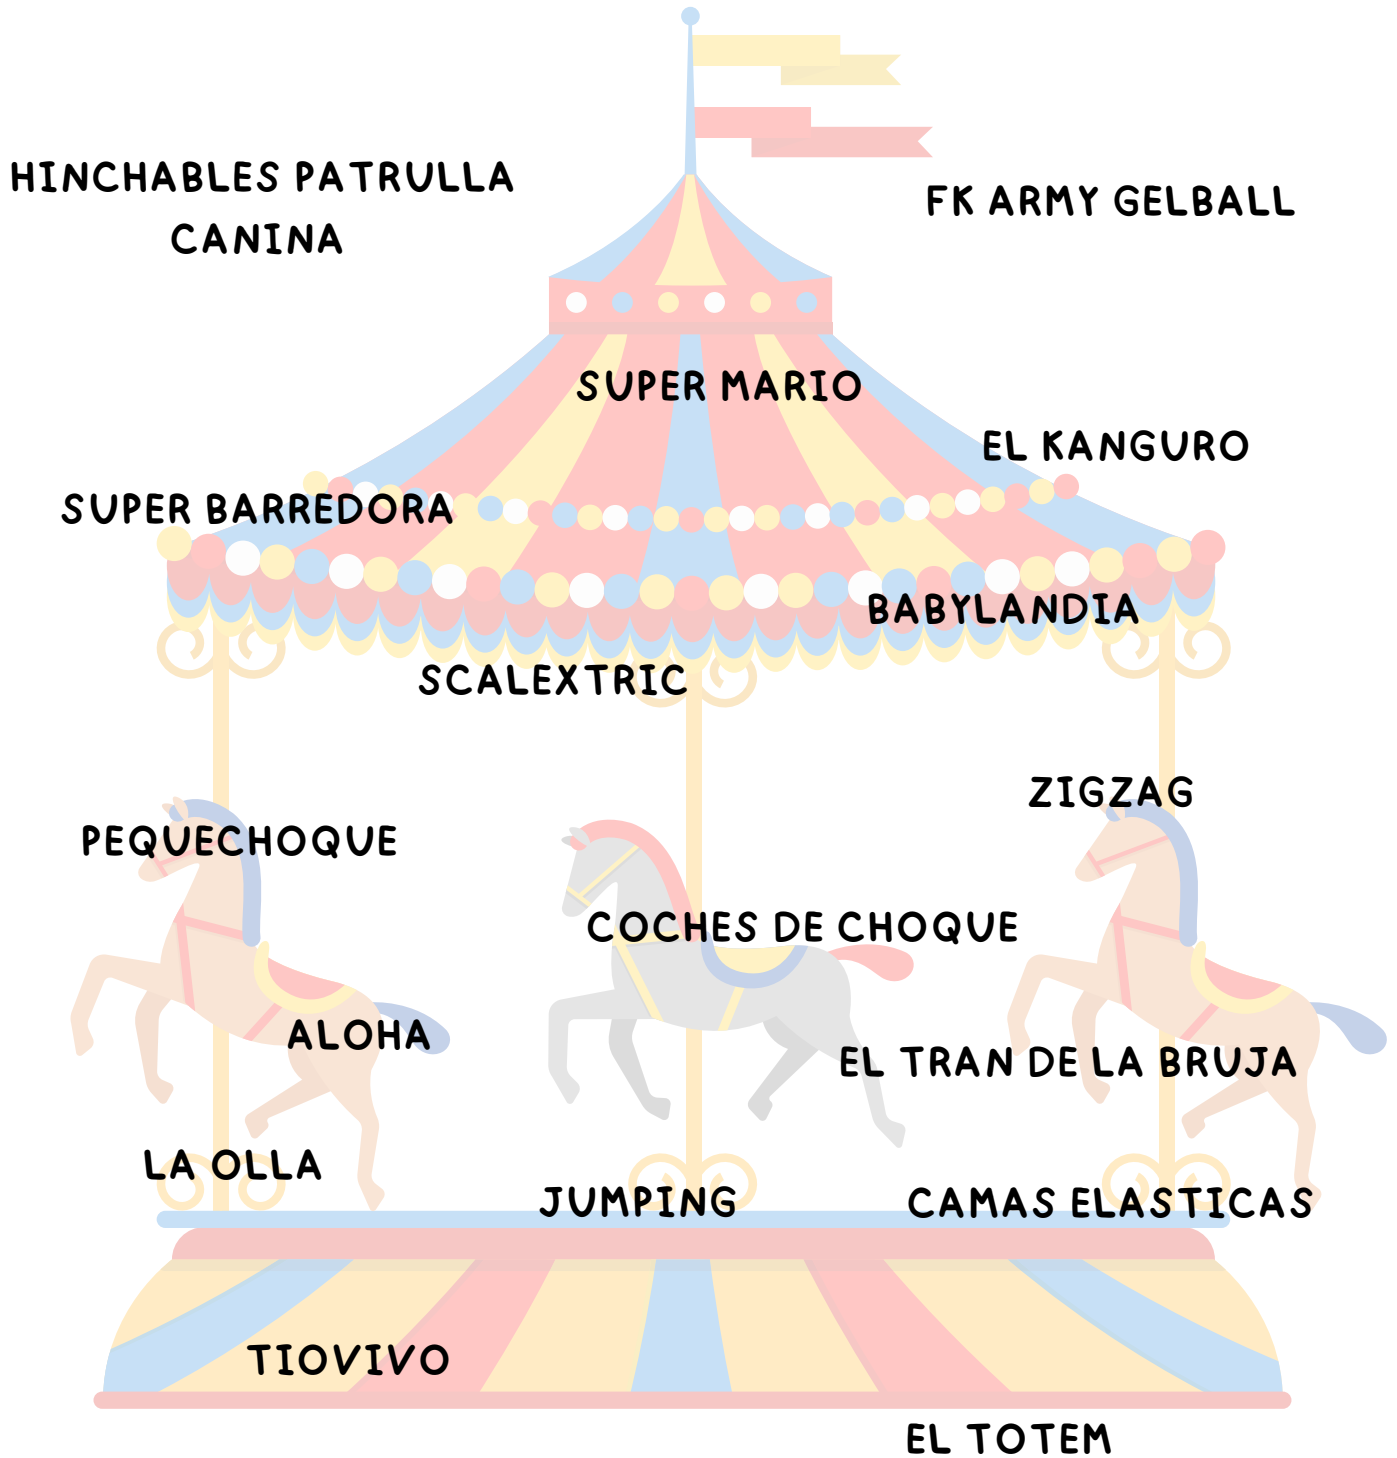 HINCHABLES PATRULLA
CANINA
FK ARMY GELBALL
SUPER MARIO
EL KANGURO
SUPER BARREDORA
BABYLANDIA
SCALEXTRIC
ZIGZAG
PEQUECHOQUE
COCHES DE CHOQUE
ALOHA
EL TRAN DE LA BRUJA
LA OLLA
JUMPING
CAMAS ELASTICAS
TIOVIVO
EL TOTEM